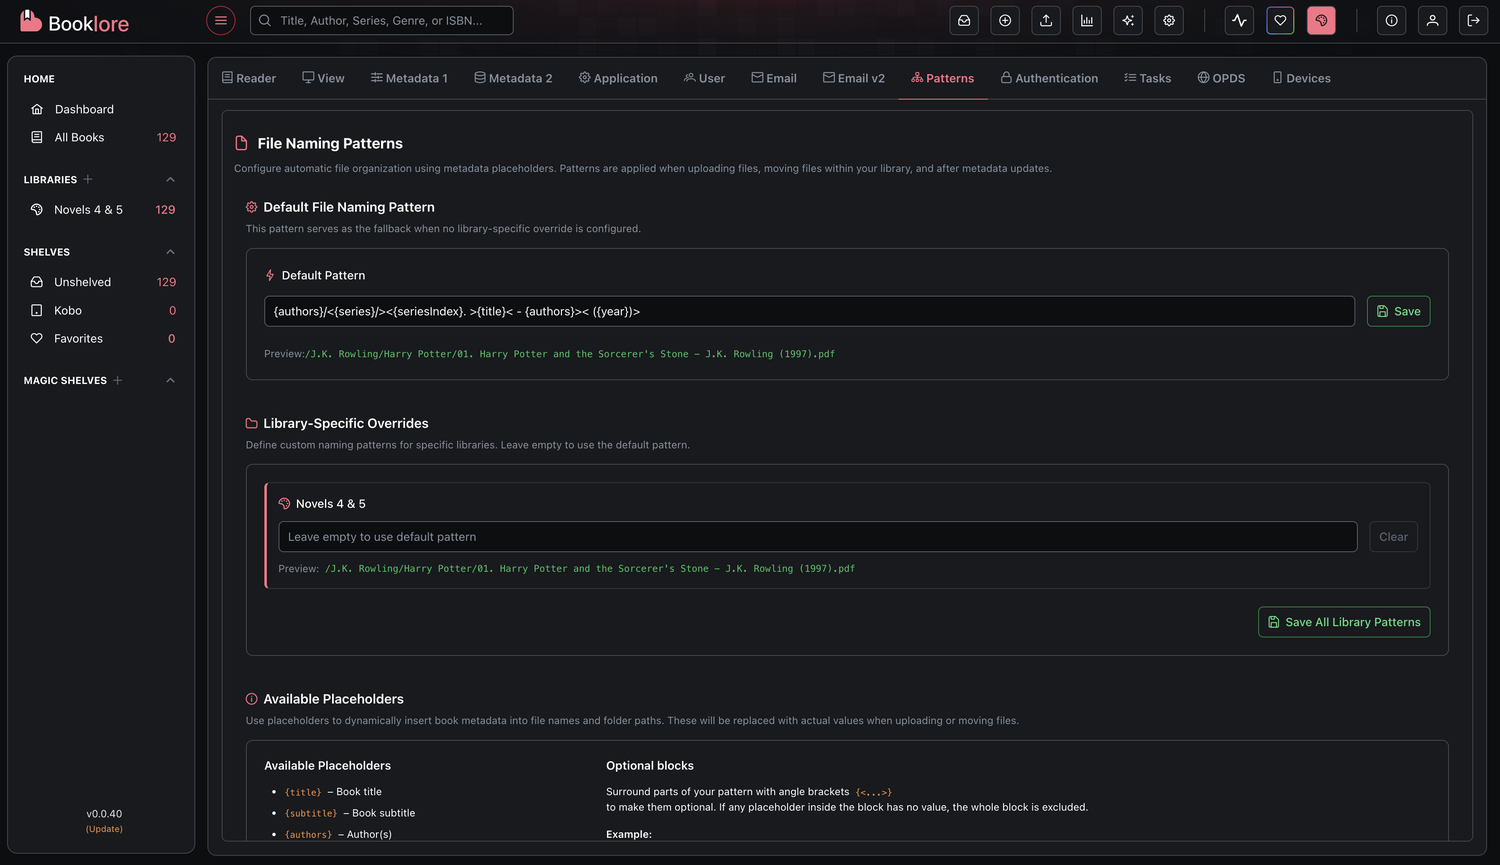 Booklore
Title, Author, Series, Genre, or ISBN...
HOME
Dashboard
All Books 129
LIBRARIES
Novels 4 & 5 129
SHELVES
Unshelved 129
Kobo 0
Favorites 0
MAGIC SHELVES
v0.0.40
(Update)
Reader View Metadata 1 Metadata 2 Application User Email Email v2 Patterns Authentication Tasks OPDS Devices
File Naming Patterns
Configure automatic file organization using metadata placeholders. Patterns are applied when uploading files, moving files within your library, and after metadata updates.
Default File Naming Pattern
This pattern serves as the fallback when no library-specific override is configured.
Default Pattern
{authors}/<{series}/><{seriesIndex}. >{title}< - {authors}>< ({year})>
Save
Preview:/J.K. Rowling/Harry Potter/01. Harry Potter and the Sorcerer's Stone - J.K. Rowling (1997).pdf
Library-Specific Overrides
Define custom naming patterns for specific libraries. Leave empty to use the default pattern.
Novels 4 & 5
Leave empty to use default pattern
Clear
Preview: /J.K. Rowling/Harry Potter/01. Harry Potter and the Sorcerer's Stone - J.K. Rowling (1997).pdf
Save All Library Patterns
Available Placeholders
Use placeholders to dynamically insert book metadata into file names and folder paths. These will be replaced with actual values when uploading or moving files.
Available Placeholders
• {title} – Book title
• {subtitle} – Book subtitle
• {authors} – Author(s)
Optional blocks
Surround parts of your pattern with angle brackets {<...>}
to make them optional. If any placeholder inside the block has no value, the whole block is excluded.
Example: